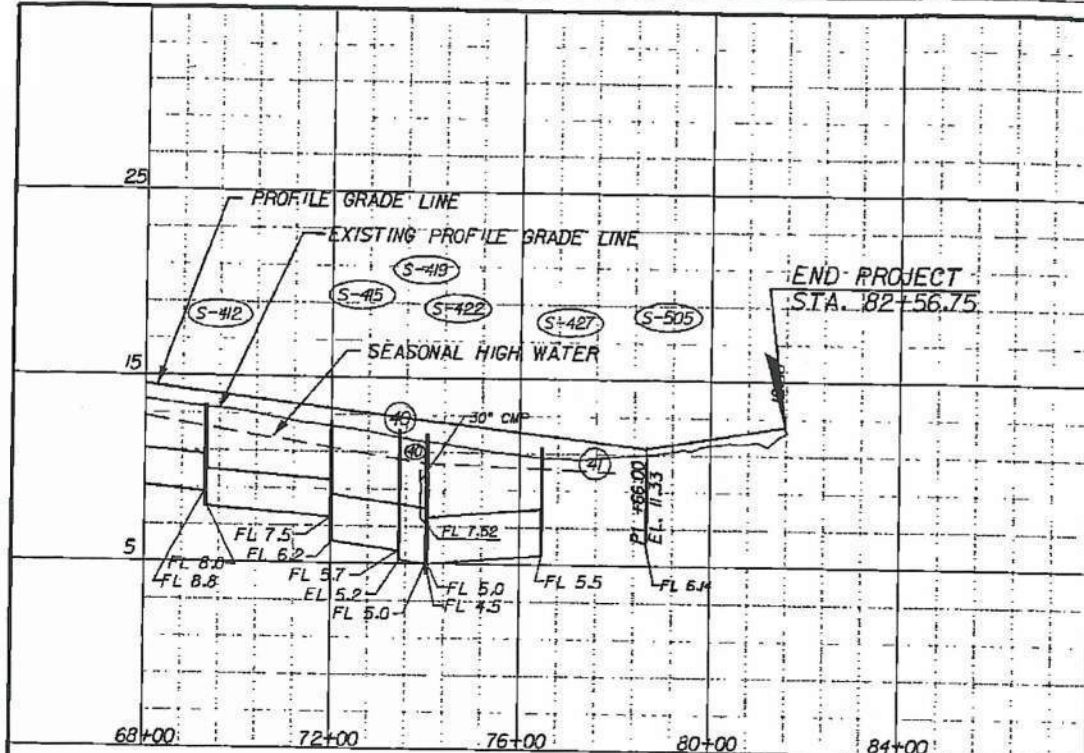 25
PROFILE GRADE LINE
EXISTING PROFILE GRADE LINE
S-419
END PROJECT
STA. 82+56.75
S-415
S-422
S-412
S-427
S-505
SEASONAL HIGH WATER
15
40
30" CMP
40
41
PI +66.00
EL. 11.33
FL 7.5
FL 7.52
FL 6.2
5
FL 8.0
FL 8.8
FL 5.7
FL 5.2
FL 5.0
FL 5.0
FL 4.5
FL 5.5
FL 6.14
68+00
72+00
76+00
80+00
84+00